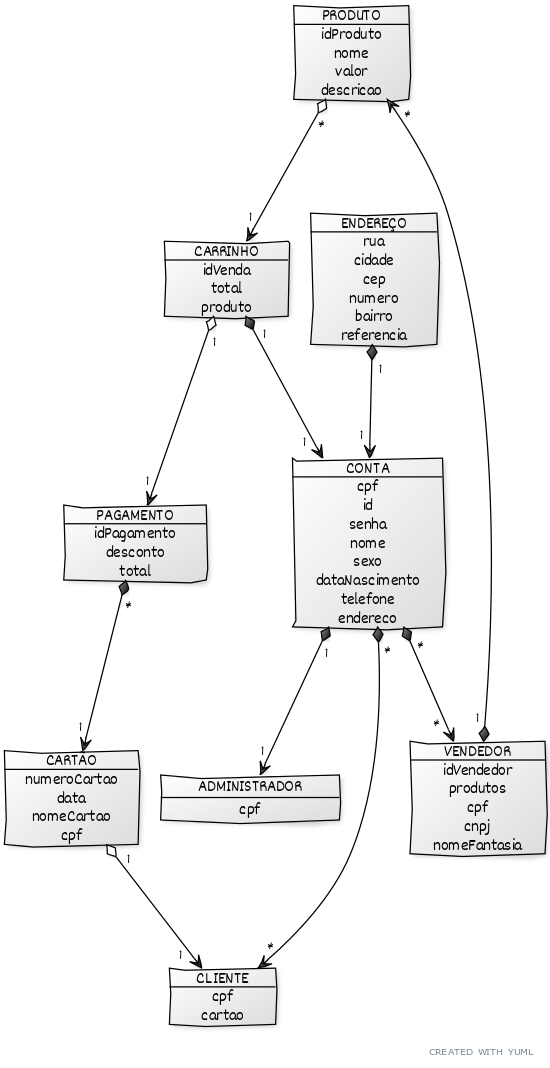 PRODUTO
idProduto
nome
valor
descricao
*
*
1
CARRINHO
idVenda
total
produto
1
1
ENDEREÇO
rua
cidade
cep
numero
bairro
referencia
1
1
1
CONTA
cpf
id
senha
nome
sexo
dataNascimento
telefone
endereco
1
*
*
1
PAGAMENTO
idPagamento
desconto
total
*
1
CARTAO
numeroCartao
data
nomeCartao
cpf
1
1
ADMINISTRADOR
cpf
*
1
VENDEDOR
idVendedor
produtos
cpf
cnpj
nomeFantasia
1
*
CLIENTE
cpf
cartao
CREATED WITH YUML